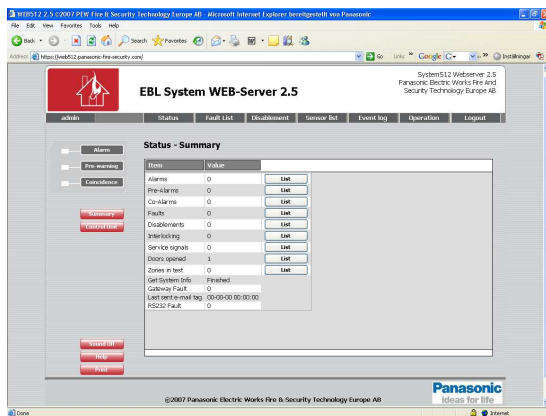 WEB512 2.5 ©2007 PEW Fire & Security Technology Europe AB - Microsoft Internet Explorer bereitgestellt von Panasonic
File Edit View Favorites Tools Help
Back Search Favorites
Address https://web512.panasonic-fire-security.com/ Go Links » Google G Inställningar
System512 Webserver 2.5
Panasonic Electric Works Fire And
Security Technology Europe AB
EBL System WEB-Server 2.5
admin Status Fault List Disablement Sensor list Event log Operation Logout
Status - Summary
Alarm
Pre-warning
Coincidence
Summary
Control Unit
Item Value
Alarms 0 List
Pre-Alarms 0 List
Co-Alarms 0 List
Faults 0 List
Disablements 0 List
Interlocking 0 List
Service signals 0 List
Doors opened 1 List
Zones in test 0 List
Get System Info Finished
Gateway Fault 0
Last sent e-mail tag 00-00-00 00:00:00
RS232 Fault 0
Sound Off
Help
Print
©2007 Panasonic Electric Works Fire & Security Technology Europe AB
Panasonic
ideas for life
Done Internet